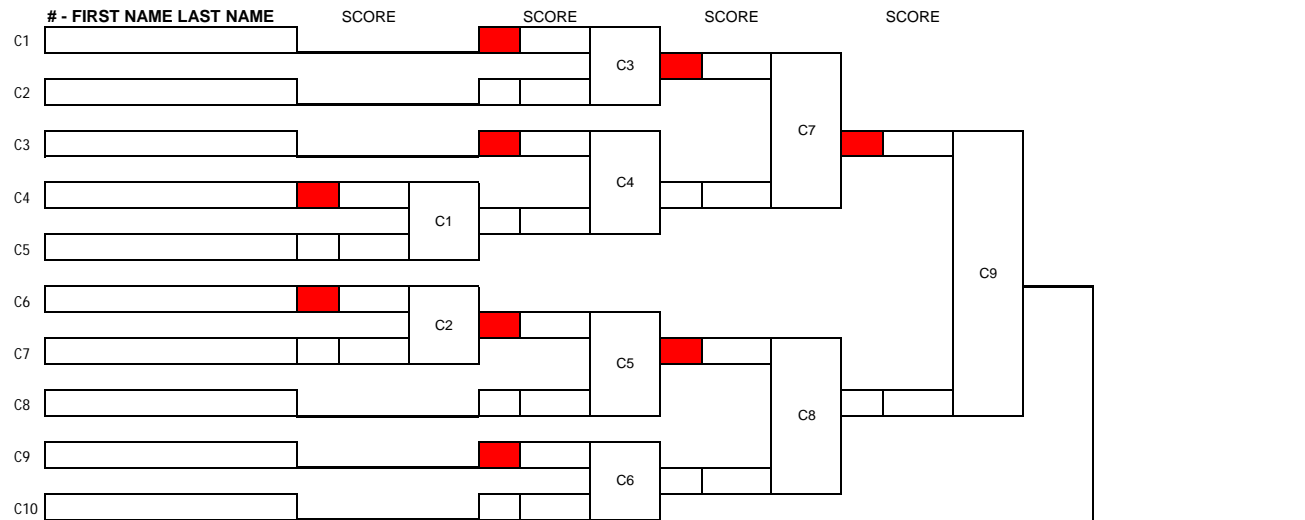 # - FIRST NAME LAST NAME SCORE SCORE SCORE SCORE
C1
C3
C2
C7
C3
C4
C4
C1
C5
C9
C6
C2
C7
C5
C8
C8
C9
C6
C10